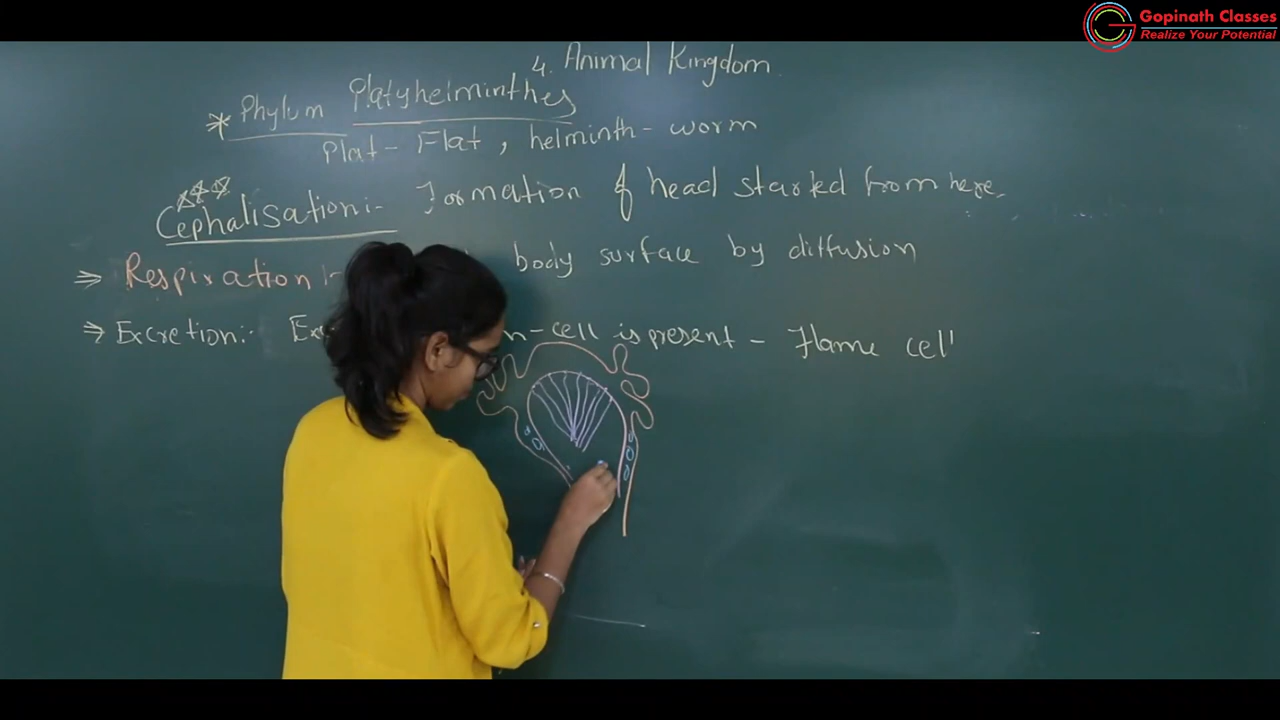 Gopinath Classes
Realize Your Potential
4. Animal Kingdom
* Phylum Platyhelminthes
Plat - Flat , helminth - worm
Cephalisation :- Formation of head started from here.
⇒ Respiration body surface by diffusion
⇒ Excretion :- cell is present - Flame cell